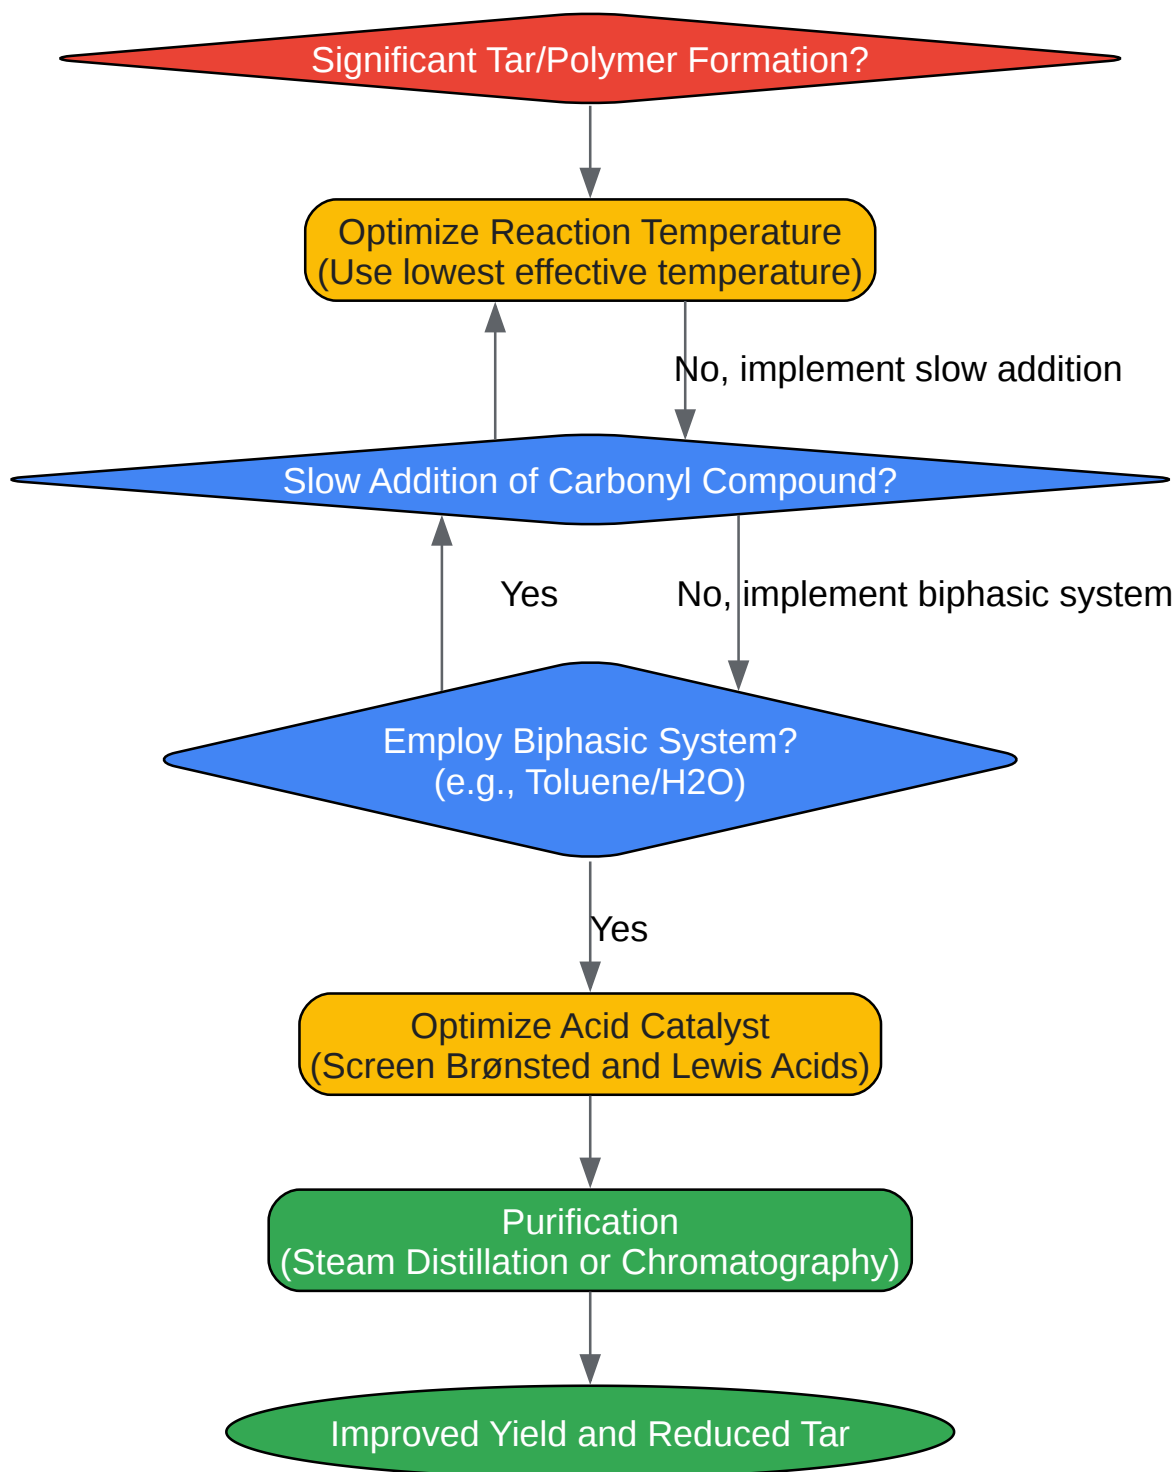 Significant Tar/Polymer Formation?
Optimize Reaction Temperature
(Use lowest effective temperature)
No, implement slow addition
Slow Addition of Carbonyl Compound?
Yes
No, implement biphasic system
Employ Biphasic System?
(e.g., Toluene/H2O)
Yes
Optimize Acid Catalyst
(Screen Brønsted and Lewis Acids)
Purification
(Steam Distillation or Chromatography)
Improved Yield and Reduced Tar